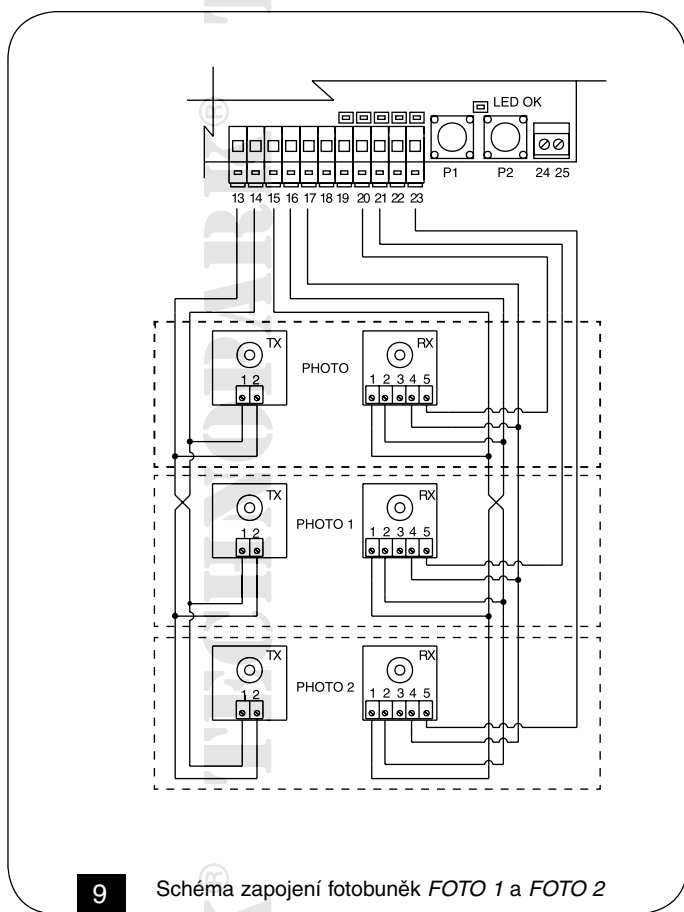 LED OK
P1 P2 24 25
13 14 15 16 17 18 19 20 21 22 23
TX RX
PHOTO
1 2 1 2 3 4 5
TX RX
PHOTO 1
1 2 1 2 3 4 5
TX RX
PHOTO 2
1 2 1 2 3 4 5
TECHNOPARK®
9 Schéma zapojení fotobuněk FOTO 1 a FOTO 2